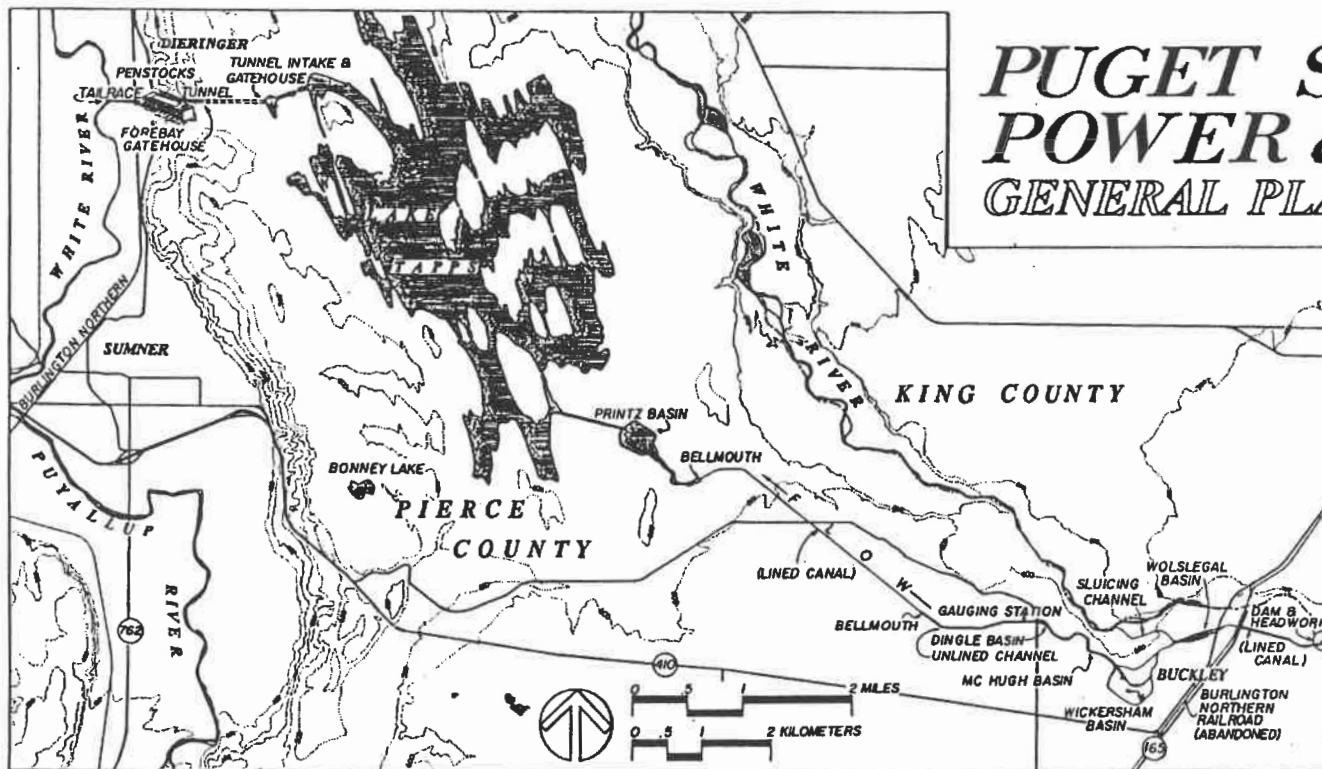 PUGET S
POWER &
GENERAL PLA
DIERINGER
PENSTOCKS
TUNNEL INTAKE &
GATEHOUSE
TAILRACE
TUNNEL
FOREBAY
GATEHOUSE
WHITE RIVER
BURLINGTON NORTHERN
SUMNER
LAKE
TAPPS
WHITE
RIVER
KING COUNTY
PRINTZ BASIN
BELLMOUTH
BONNEY LAKE
PIERCE
COUNTY
PUYALLUP
RIVER
762
F O W
(LINED CANAL)
BELLMOUTH
GAUGING STATION
DINGLE BASIN
UNLINED CHANNEL
MC HUGH BASIN
SLUICING
CHANNEL
WOLSLEGAL
BASIN
DAM &
HEADWORK
(LINED
CANAL)
BUCKLEY
WICKERSHAM
BASIN
BURLINGTON
NORTHERN
RAILROAD
(ABANDONED)
410
165
0 .5 1 2 MILES
0 .5 1 2 KILOMETERS